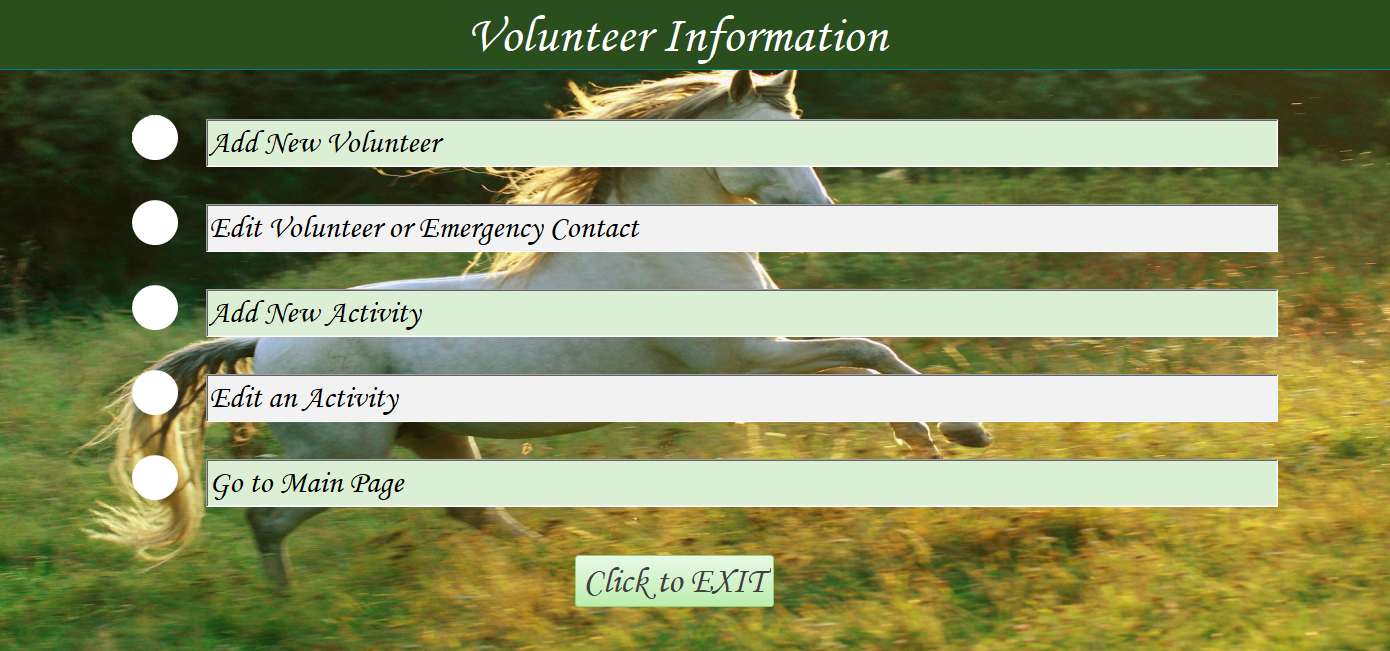 Volunteer Information
Add New Volunteer
Edit Volunteer or Emergency Contact
Add New Activity
Edit an Activity
Go to Main Page
Click to EXIT